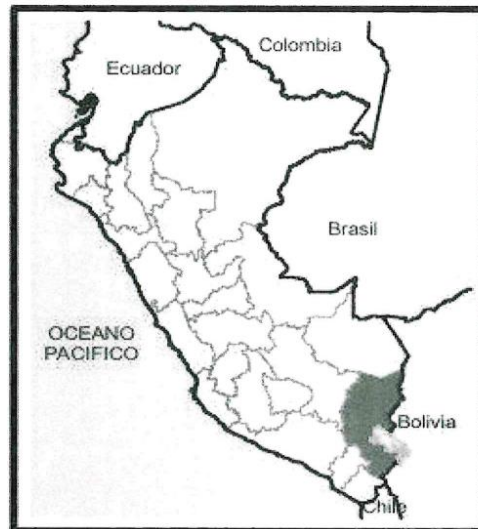 Colombia
Ecuador
Brasil
OCEANO
PACIFICO
Bolivia
Chile